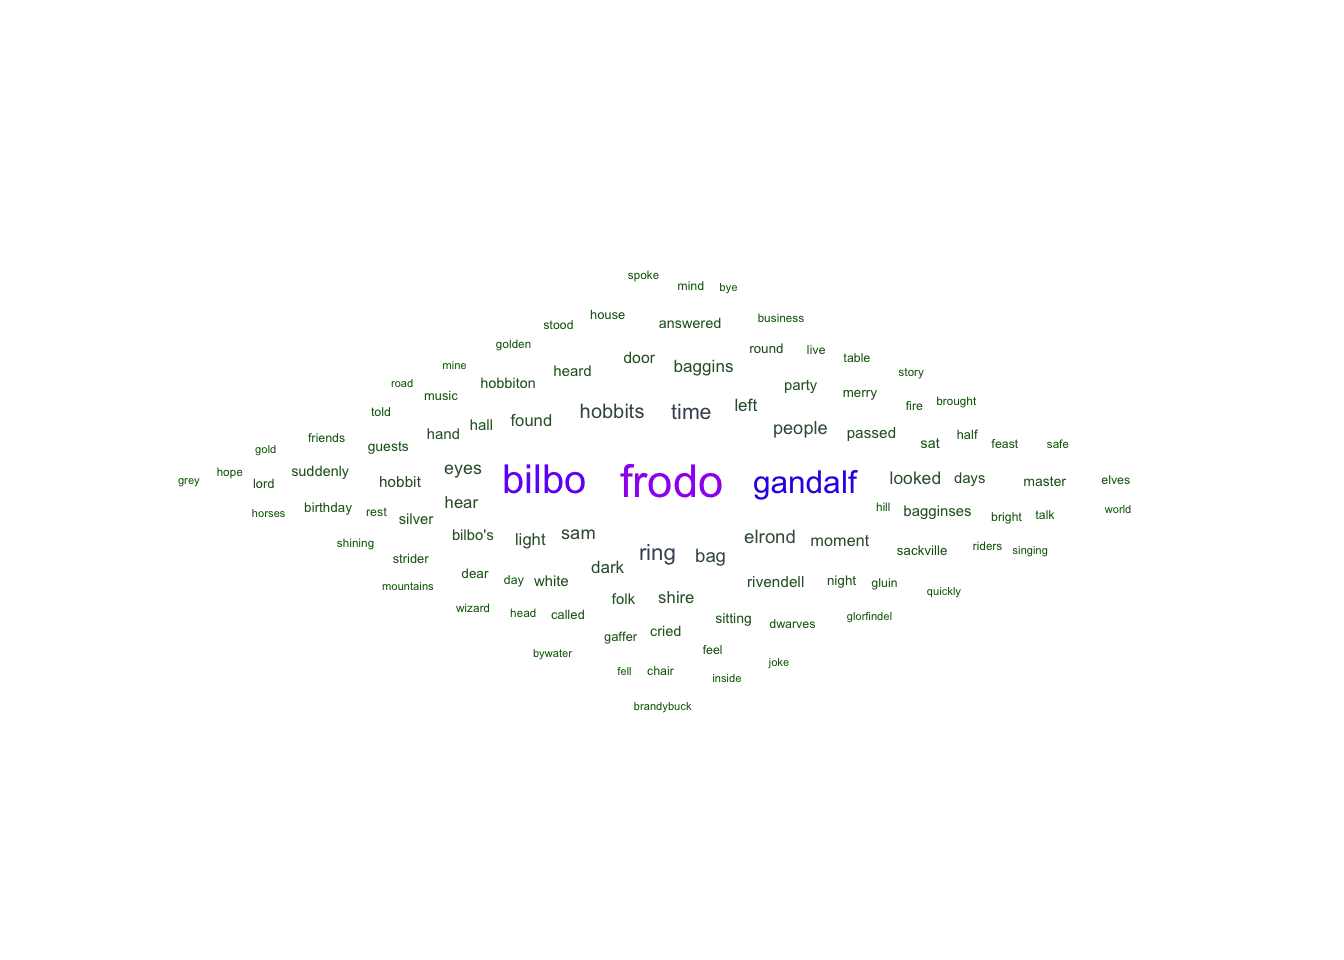 spoke
mind bye
house business
stood answered
golden round live
door table
mine heard baggins story
road hobbiton party
music merry brought
told hobbits time left fire
found
friends hand hall people passed half
gold guests sat feast safe
grey hope suddenly eyes bilbo frodo gandalf looked days master elves
lord hobbit
horses birthday rest hear hill bagginses bright talk world
silver
shining bilbo's light sam elrond moment riders singing
strider ring bag sackville
mountains dear day white dark rivendell night gluin quickly
wizard head called folk shire glorfindel
gaffer cried sitting dwarves
bywater feel joke
fell chair inside
brandybuck